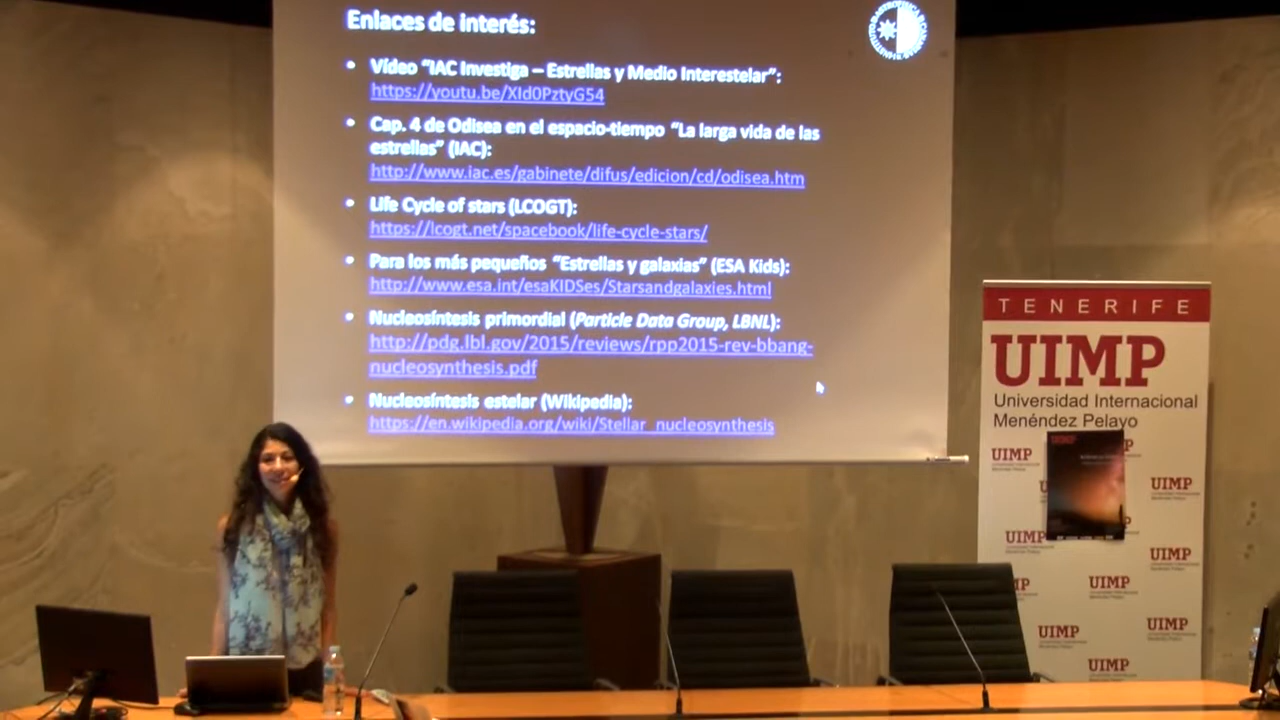 Enlaces de interés:
• Vídeo “IAC Investiga – Estrellas y Medio Interestelar”:
https://youtu.be/XId0PztyG54
• Cap. 4 de Odisea en el espacio-tiempo “La larga vida de las
estrellas” (IAC):
http://www.iac.es/gabinete/difus/edicion/cd/odisea.htm
• Life Cycle of stars (LCOGT):
https://lcogt.net/spacebook/life-cycle-stars/
• Para los más pequeños “Estrellas y galaxias” (ESA Kids):
http://www.esa.int/esaKIDSes/Starsandgalaxies.html
• Nucleosíntesis primordial (Particle Data Group, LBNL):
http://pdg.lbl.gov/2015/reviews/rpp2015-rev-bbang-
nucleosynthesis.pdf
• Nucleosíntesis estelar (Wikipedia):
https://en.wikipedia.org/wiki/Stellar_nucleosynthesis
TENERIFE
UIMP
Universidad Internacional
Menéndez Pelayo
UIMP
UIMP
UIMP
UIMP
UIMP
UIMP
UIMP
UIMP